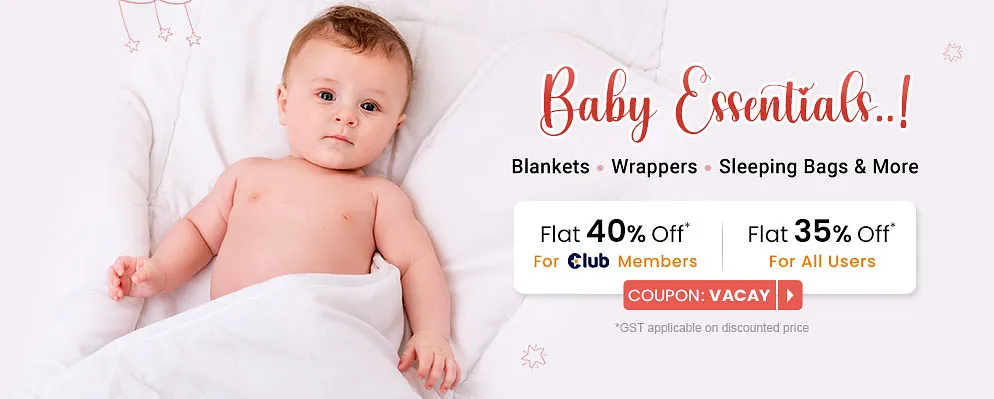 Baby Essentials..!
Blankets • Wrappers • Sleeping Bags & More
Flat 40% Off*
For Club Members
Flat 35% Off*
For All Users
COUPON: VACAY
*GST applicable on discounted price